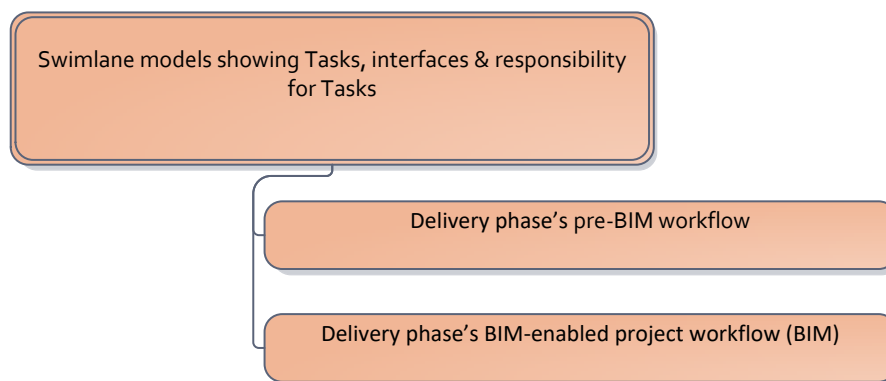 Swimlane models showing Tasks, interfaces & responsibility
for Tasks
Delivery phase's pre-BIM workflow
Delivery phase's BIM-enabled project workflow (BIM)